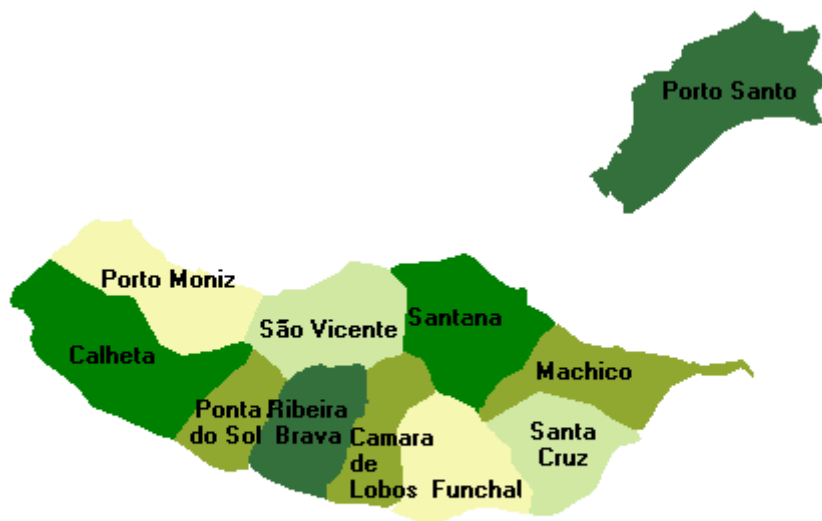 Porto Santo
Porto Moniz
São Vicente
Santana
Calheta
Machico
Ponta
do Sol
Ribeira
Brava
Camara
de
Lobos
Funchal
Santa
Cruz